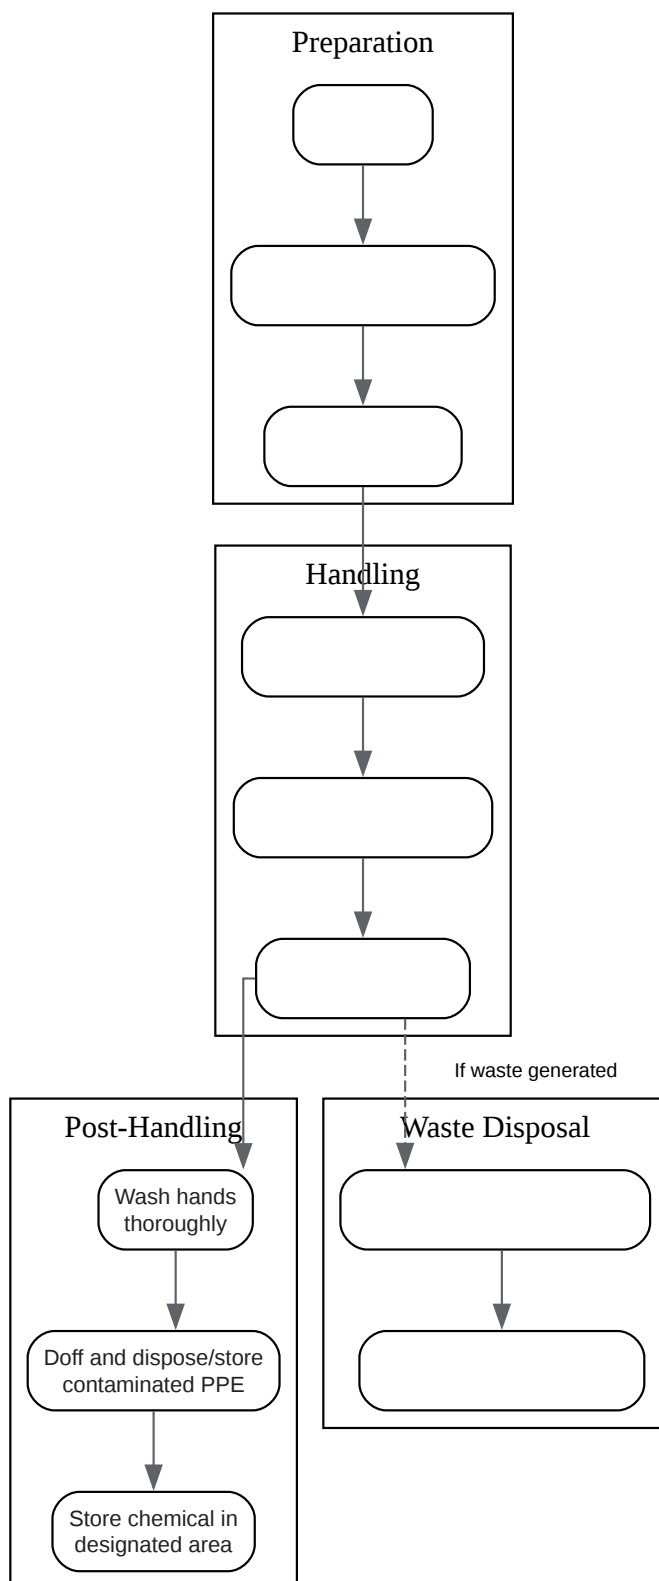 Preparation
Handling
If waste generated
Post-Handling
Waste Disposal
Wash hands
thoroughly
Doff and dispose/store
contaminated PPE
Store chemical in
designated area